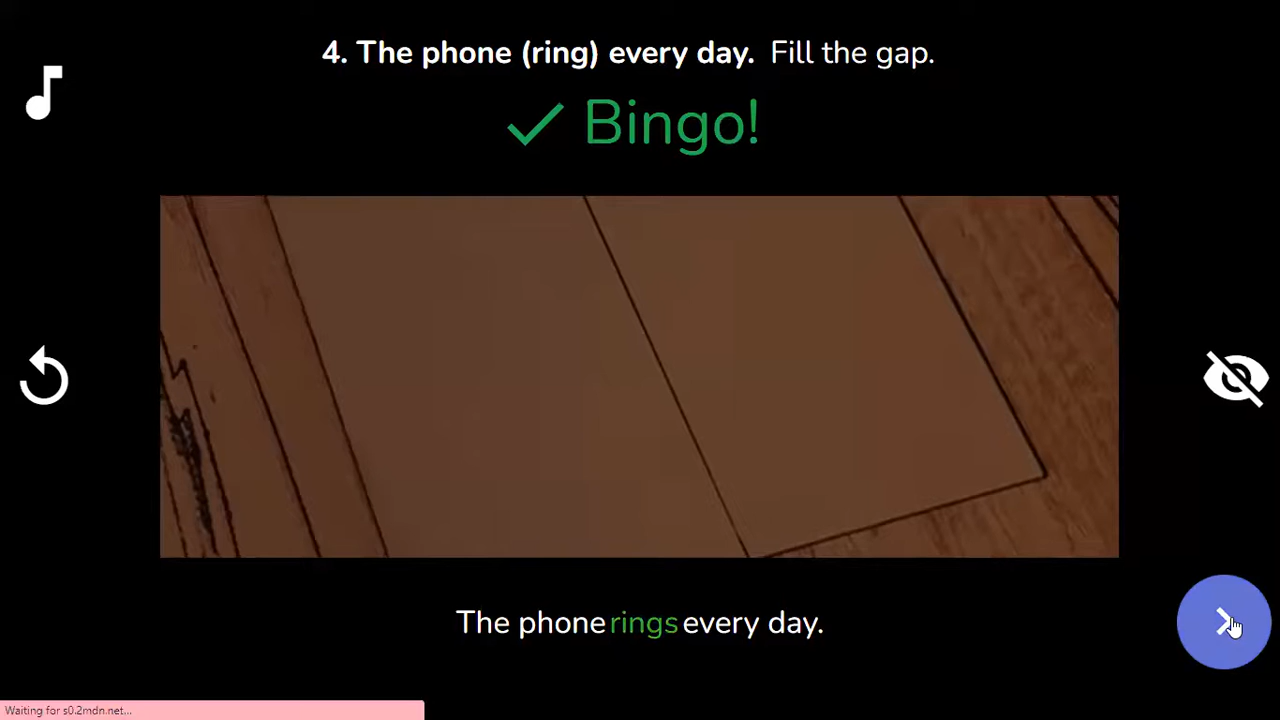 4. The phone (ring) every day. Fill the gap.
Bingo!
The phone rings every day.
Waiting for s0.2mdn.net...